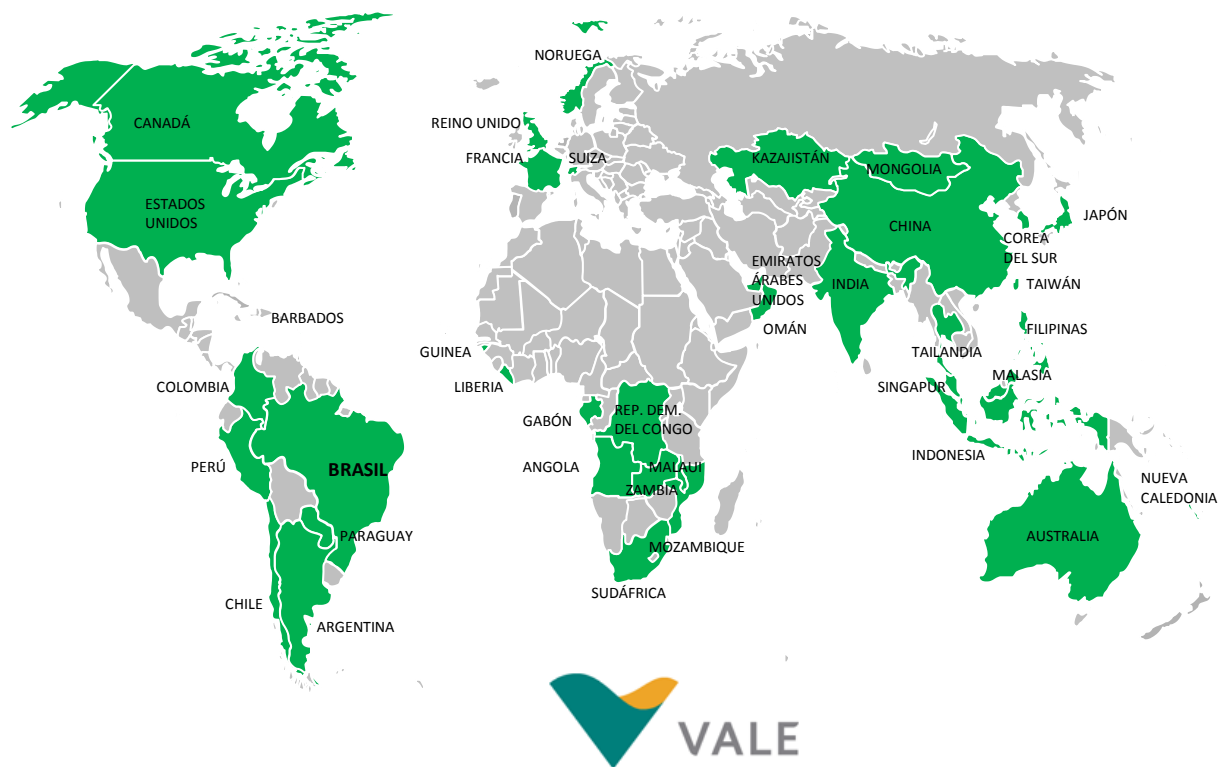 NORUEGA
CANADÁ
REINO UNIDO
FRANCIA
SUIZA
KAZAJISTÁN
MONGOLIA
ESTADOS
UNIDOS
CHINA
JAPÓN
COREA
DEL SUR
EMIRATOS
ÁRABES
UNIDOS
INDIA
TAIWÁN
BARBADOS
OMÁN
FILIPINAS
GUINEA
TAILANDIA
COLOMBIA
LIBERIA
SINGAPUR
MALASIA
GABÓN
REP. DEM.
DEL CONGO
INDONESIA
PERÚ
BRASIL
ANGOLA
MALAUI
ZAMBIA
NUEVA
CALEDONIA
PARAGUAY
MOZAMBIQUE
AUSTRALIA
SUDÁFRICA
CHILE
ARGENTINA
VALE